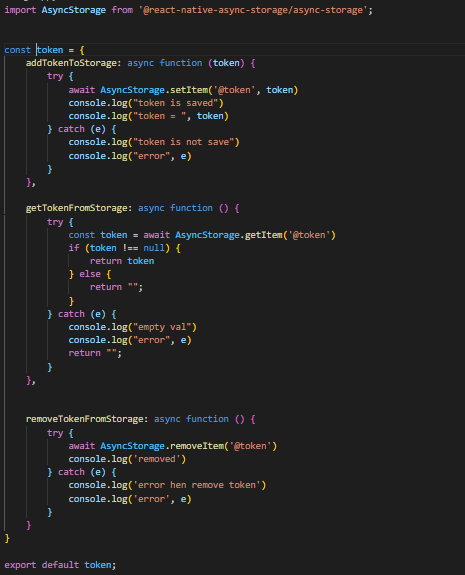 import AsyncStorage from '@react-native-async-storage/async-storage';
const token = {
addTokenToStorage: async function (token) {
try {
await AsyncStorage.setItem('@token', token)
console.log("token is saved")
console.log("token = ", token)
} catch (e) {
console.log("token is not save")
console.log("error", e)
}
},
getTokenFromStorage: async function () {
try {
const token = await AsyncStorage.getItem('@token')
if (token !== null) {
return token
} else {
return "";
}
} catch (e) {
console.log("empty val")
console.log("error", e)
return "";
}
},
removeTokenFromStorage: async function () {
try {
await AsyncStorage.removeItem('@token')
console.log('removed')
} catch (e) {
console.log('error hen remove token')
console.log('error', e)
}
}
}
export default token;